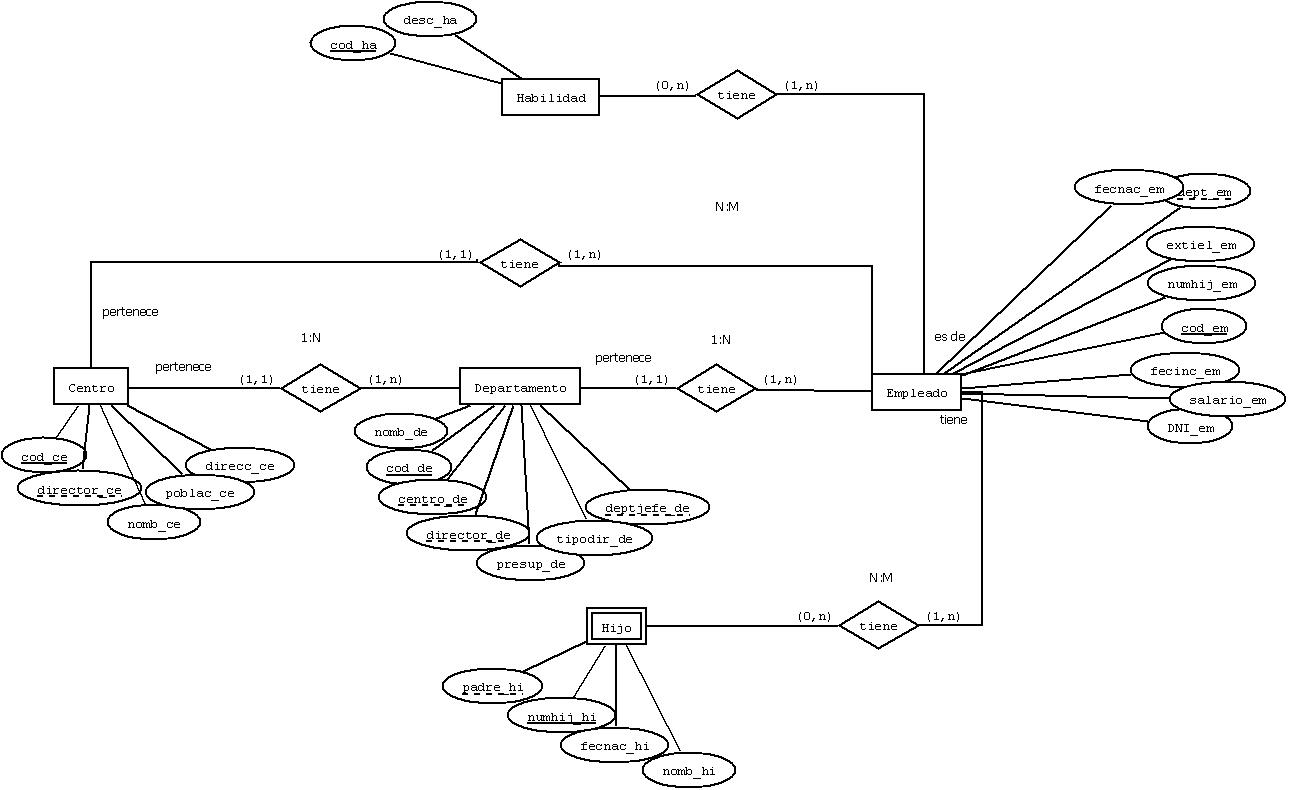 desc_ha
cod_ha
Habilidad
(0,n)
tiene
(1,n)
fecnac_em
dept_em
N:M
extiel_em
(1,1)
tiene
(1,n)
numhij_em
pertenece
cod_em
1:N
1:N
es de
pertenece
pertenece
fecinc_em
Centro
(1,1)
tiene
(1,n)
Departamento
(1,1)
tiene
(1,n)
Empleado
salario_em
tiene
DNI_em
nomb_de
cod_ce
direcc_ce
cod_de
director_ce
poblac_ce
centro_de
deptjefe_de
nomb_ce
director_de
tipodir_de
presup_de
N:M
Hijo
(0,n)
tiene
(1,n)
padre_hi
numhij_hi
fecnac_hi
nomb_hi